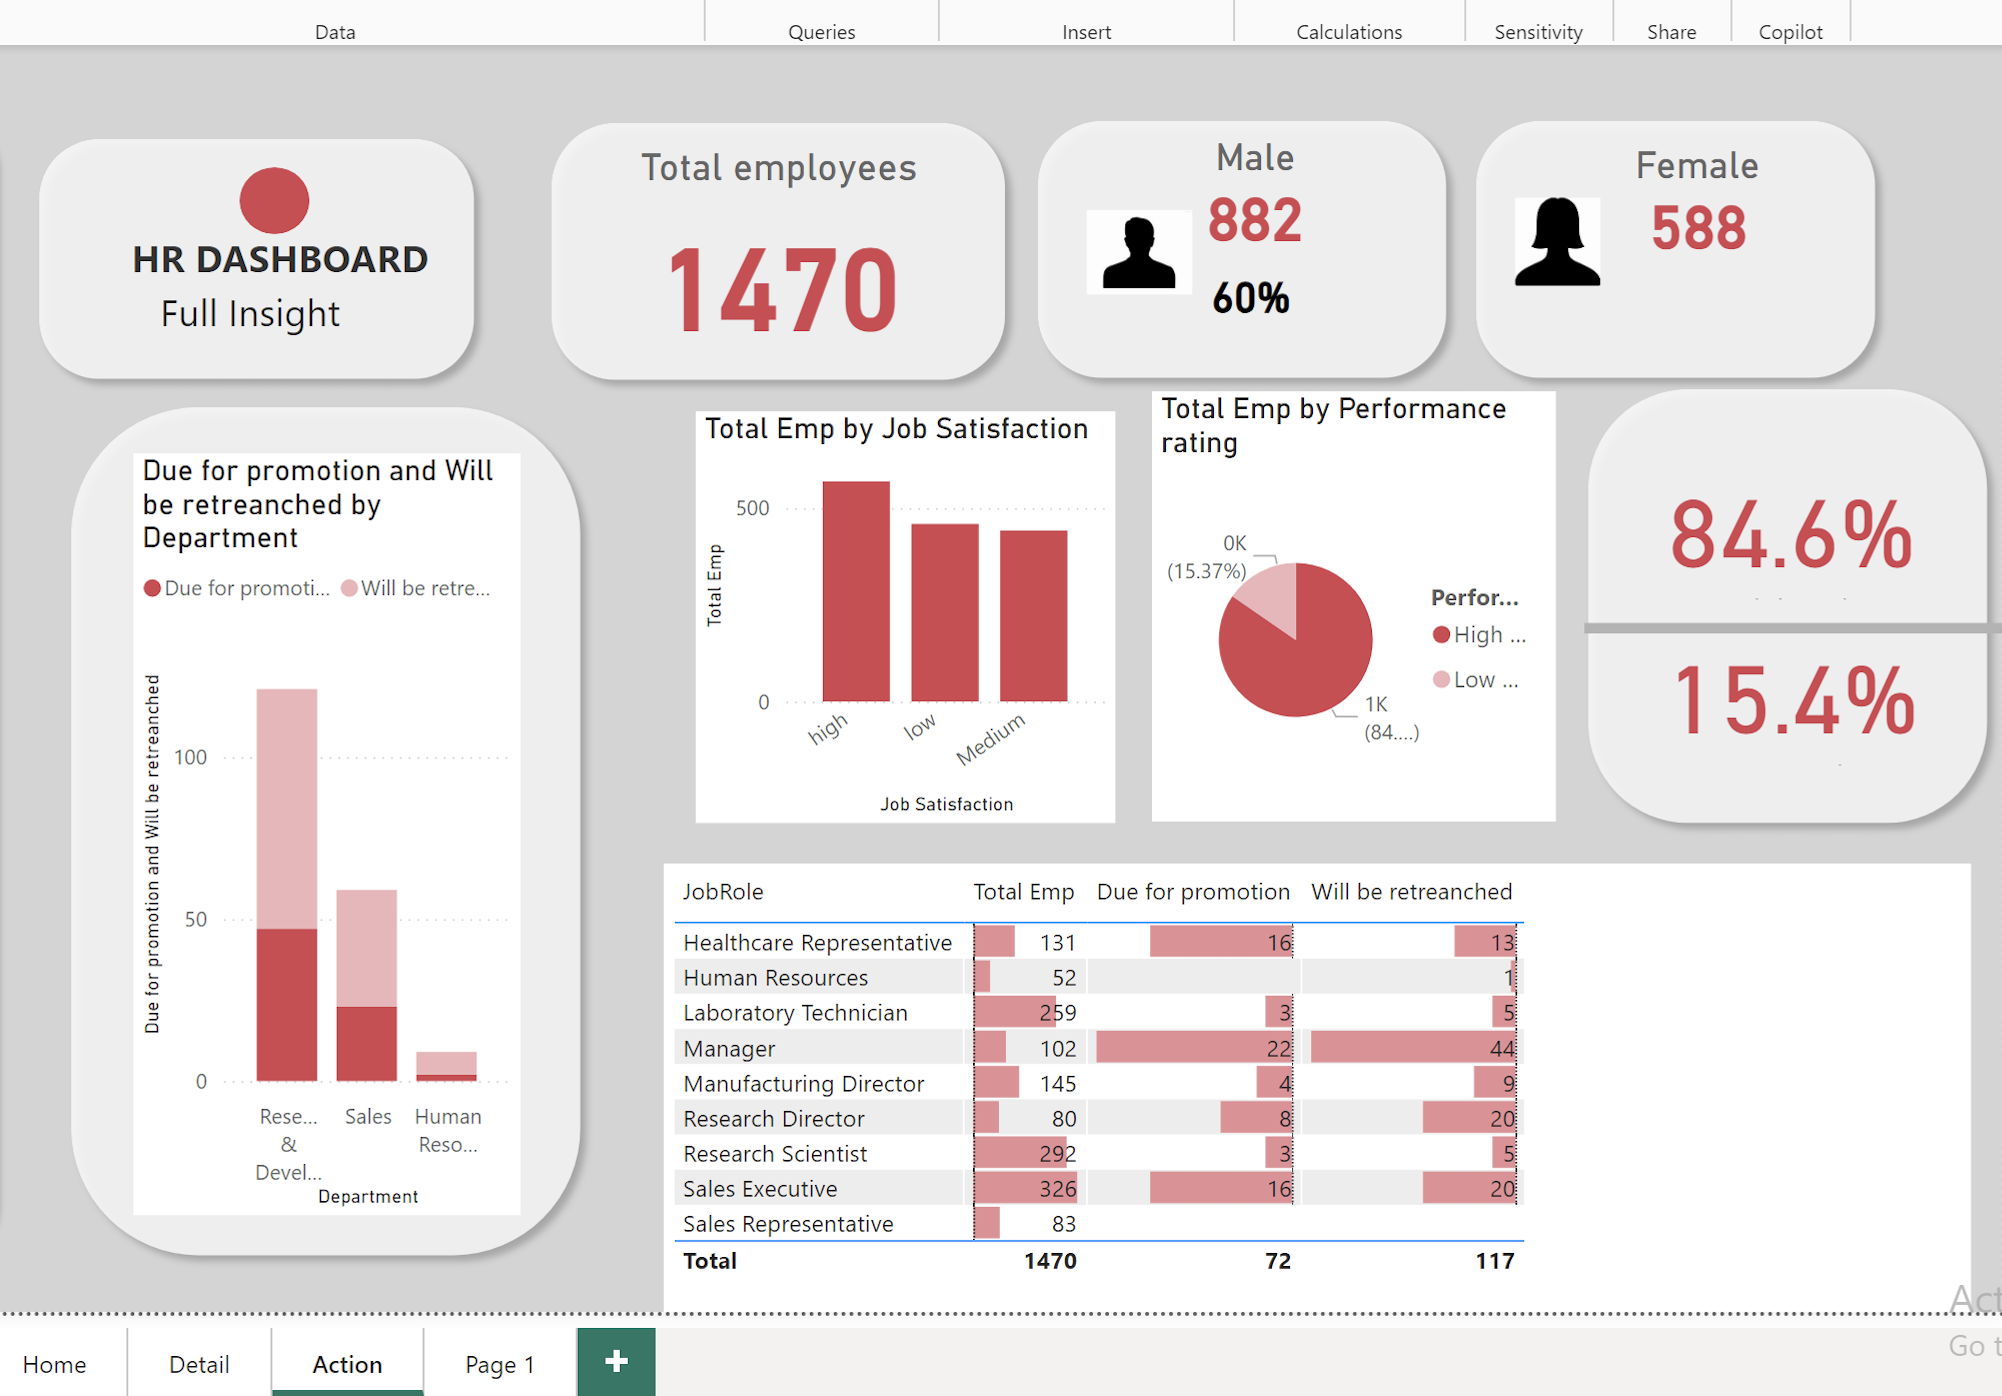 Data
Queries
Insert
Calculations
Sensitivity
Share
Copilot
HR DASHBOARD
Full Insight
Total employees
1470
Male
882
60%
Female
588
Due for promotion and Will
be retreanched by
Department
Due for promoti... Will be retre...
Due for promotion and Will be retreanched
100
50
0
Rese...
&
Devel...
Sales
Human
Reso...
Department
Total Emp by Job Satisfaction
Total Emp
500
0
high
low
Medium
Job Satisfaction
Total Emp by Performance
rating
0K
(15.37%)
1K
(84....)
Perfor...
High ...
Low ...
84.6%
15.4%
JobRole Total Emp Due for promotion Will be retreanched
Healthcare Representative 131 16 13
Human Resources 52 1
Laboratory Technician 259 3 5
Manager 102 22 44
Manufacturing Director 145 4 9
Research Director 80 8 20
Research Scientist 292 3 5
Sales Executive 326 16 20
Sales Representative 83
Total 1470 72 117
Act
Go t
Home
Detail
Action
Page 1
+